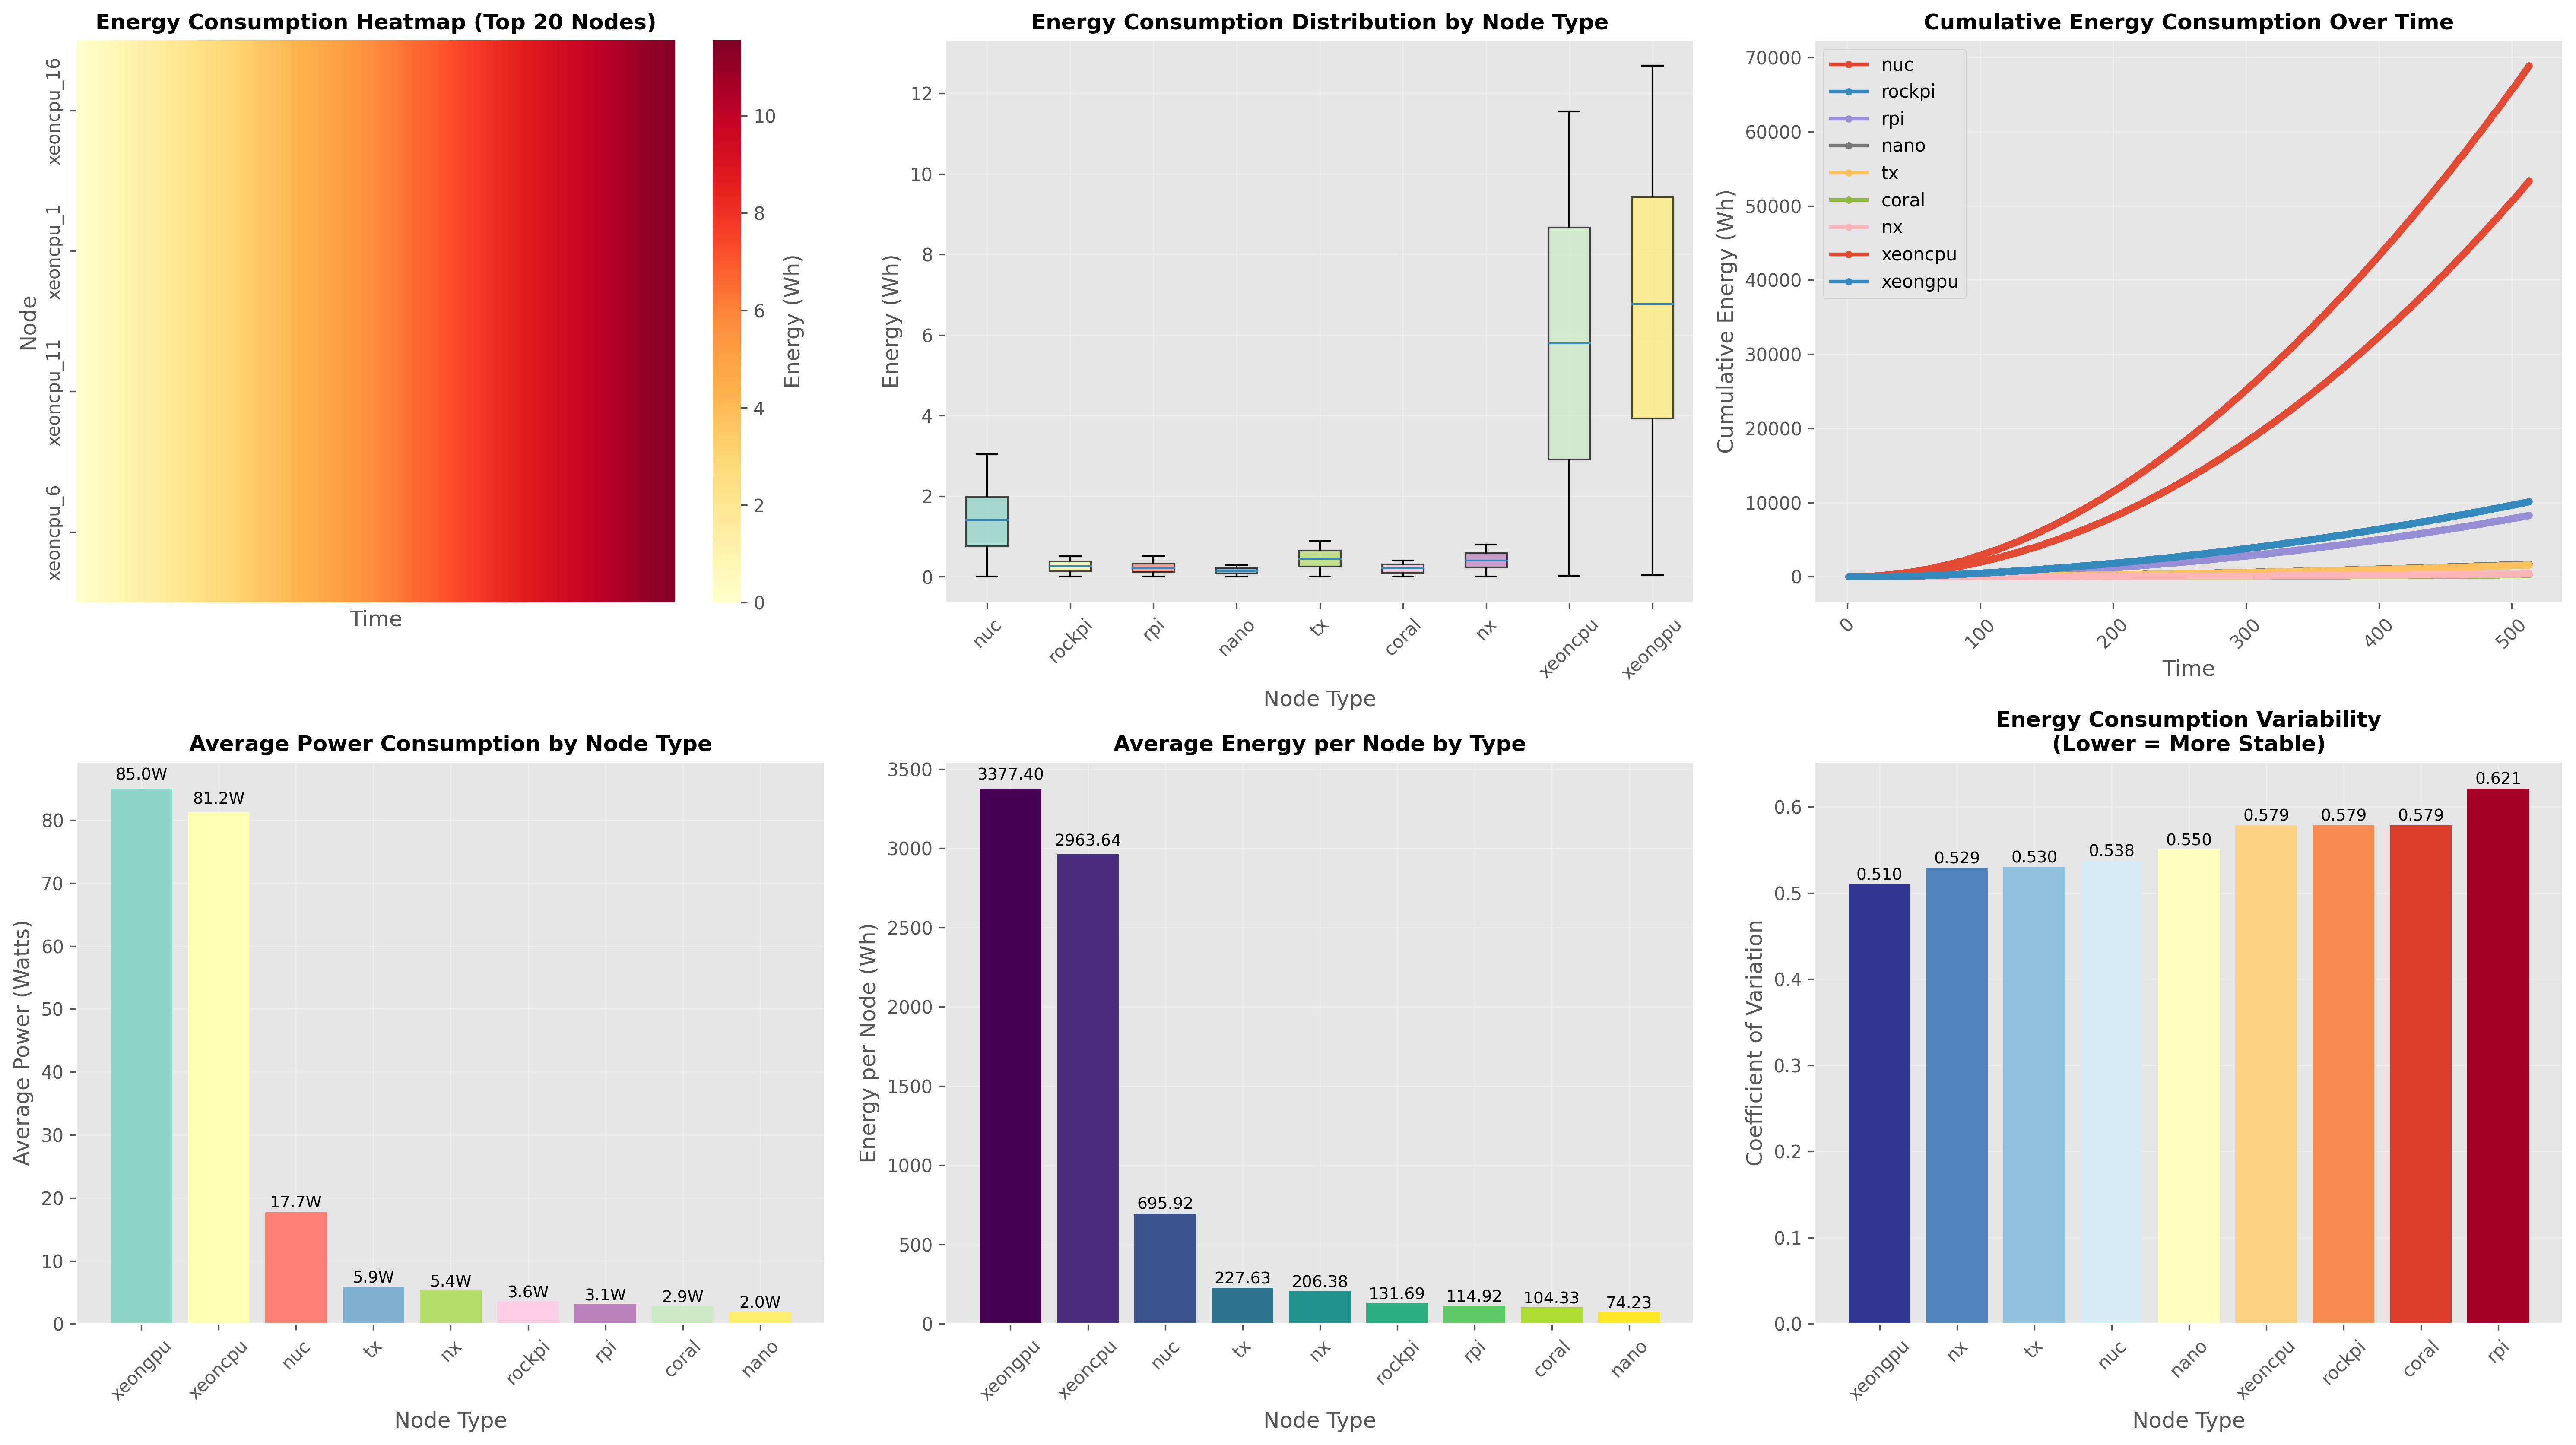 Energy Consumption Heatmap (Top 20 Nodes)
Node
xeoncpu_16
xeoncpu_1
xeoncpu_11
xeoncpu_6
Time
10
8
6
4
2
0
Energy (Wh)
Energy Consumption Distribution by Node Type
Energy (Wh)
12
10
8
6
4
2
0
nuc
rockpi
rpi
nano
tx
coral
nx
xeoncpu
xeongpu
Node Type
Cumulative Energy Consumption Over Time
Cumulative Energy (Wh)
70000
60000
50000
40000
30000
20000
10000
0
nuc
rockpi
rpi
nano
tx
coral
nx
xeoncpu
xeongpu
0
100
200
300
400
500
Time
Average Power Consumption by Node Type
Average Power (Watts)
80
70
60
50
40
30
20
10
0
85.0W
81.2W
17.7W
5.9W
5.4W
3.6W
3.1W
2.9W
2.0W
xeongpu
xeoncpu
nuc
tx
nx
rockpi
rpi
coral
nano
Node Type
Average Energy per Node by Type
Energy per Node (Wh)
3500
3000
2500
2000
1500
1000
500
0
3377.40
2963.64
695.92
227.63
206.38
131.69
114.92
104.33
74.23
xeongpu
xeoncpu
nuc
tx
nx
rockpi
rpi
coral
nano
Node Type
Energy Consumption Variability
(Lower = More Stable)
Coefficient of Variation
0.6
0.5
0.4
0.3
0.2
0.1
0.0
0.510
0.529
0.530
0.538
0.550
0.579
0.579
0.579
0.621
xeongpu
nx
tx
nuc
nano
xeoncpu
rockpi
coral
rpi
Node Type